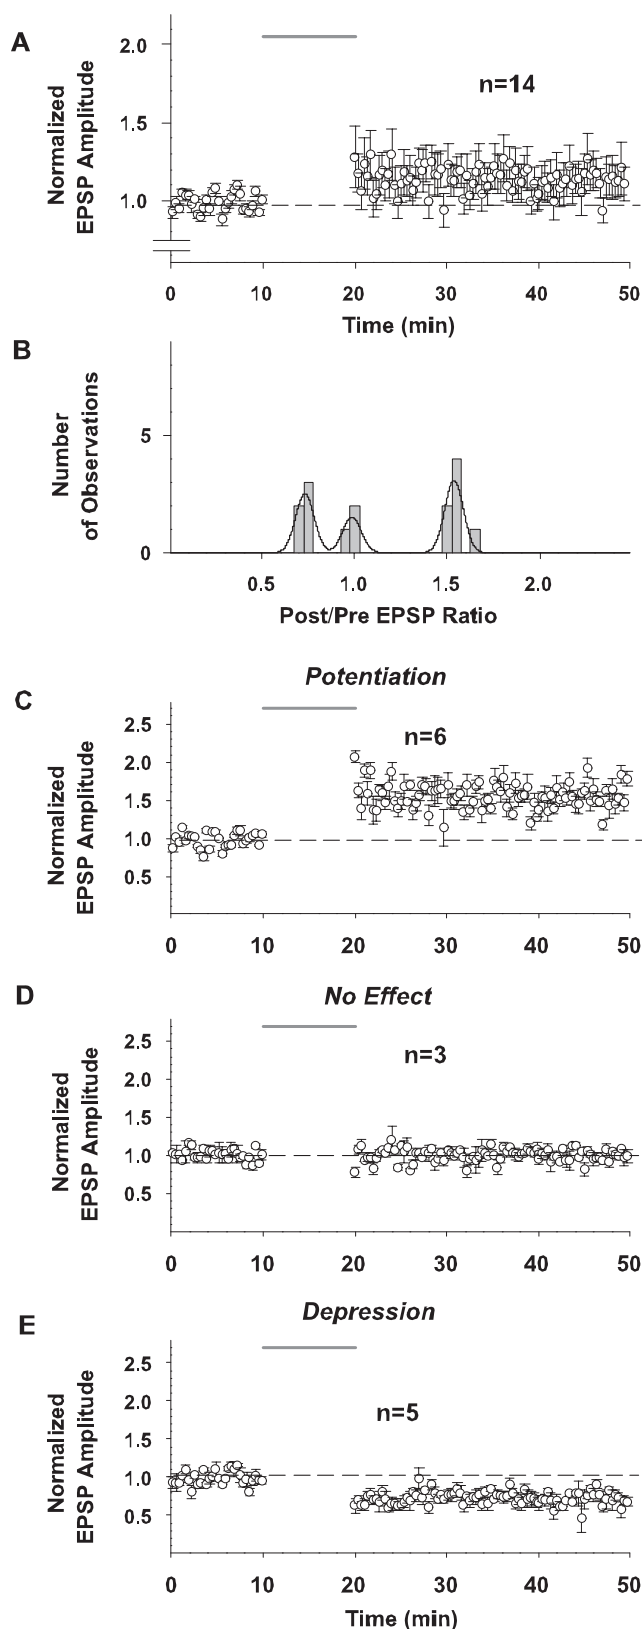 A
Normalized
EPSP Amplitude
2.0
1.5
1.0
n=14
0 10 20 30 40 50
Time (min)
B
Number
of Observations
5
0
0.5 1.0 1.5 2.0
Post/Pre EPSP Ratio
Potentiation
C
Normalized
EPSP Amplitude
2.5
2.0
1.5
1.0
0.5
n=6
0 10 20 30 40 50
No Effect
D
Normalized
EPSP Amplitude
2.5
2.0
1.5
1.0
0.5
n=3
0 10 20 30 40 50
Depression
E
Normalized
EPSP Amplitude
2.5
2.0
1.5
1.0
0.5
n=5
0 10 20 30 40 50
Time (min)